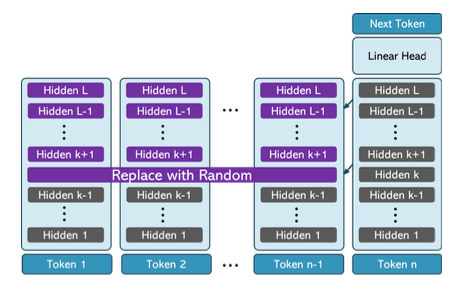 Next Token
Linear Head
Hidden L Hidden L Hidden L Hidden L
Hidden L-1 Hidden L-1 ... Hidden L-1 Hidden L-1
Hidden k+1 Hidden k+1 Hidden k+1 Hidden k+1
Replace with Random Hidden k
Hidden k-1 Hidden k-1 Hidden k-1 Hidden k-1
Hidden 1 Hidden 1 Hidden 1 Hidden 1
Token 1 Token 2 ... Token n-1 Token n